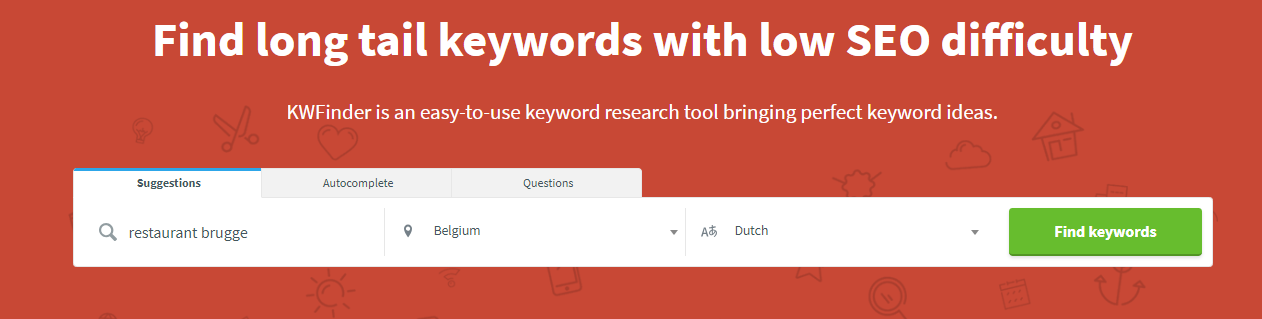 Find long tail keywords with low SEO difficulty
KWFinder is an easy-to-use keyword research tool bringing perfect keyword ideas.
Suggestions Autocomplete Questions
restaurant brugge Belgium Dutch Find keywords